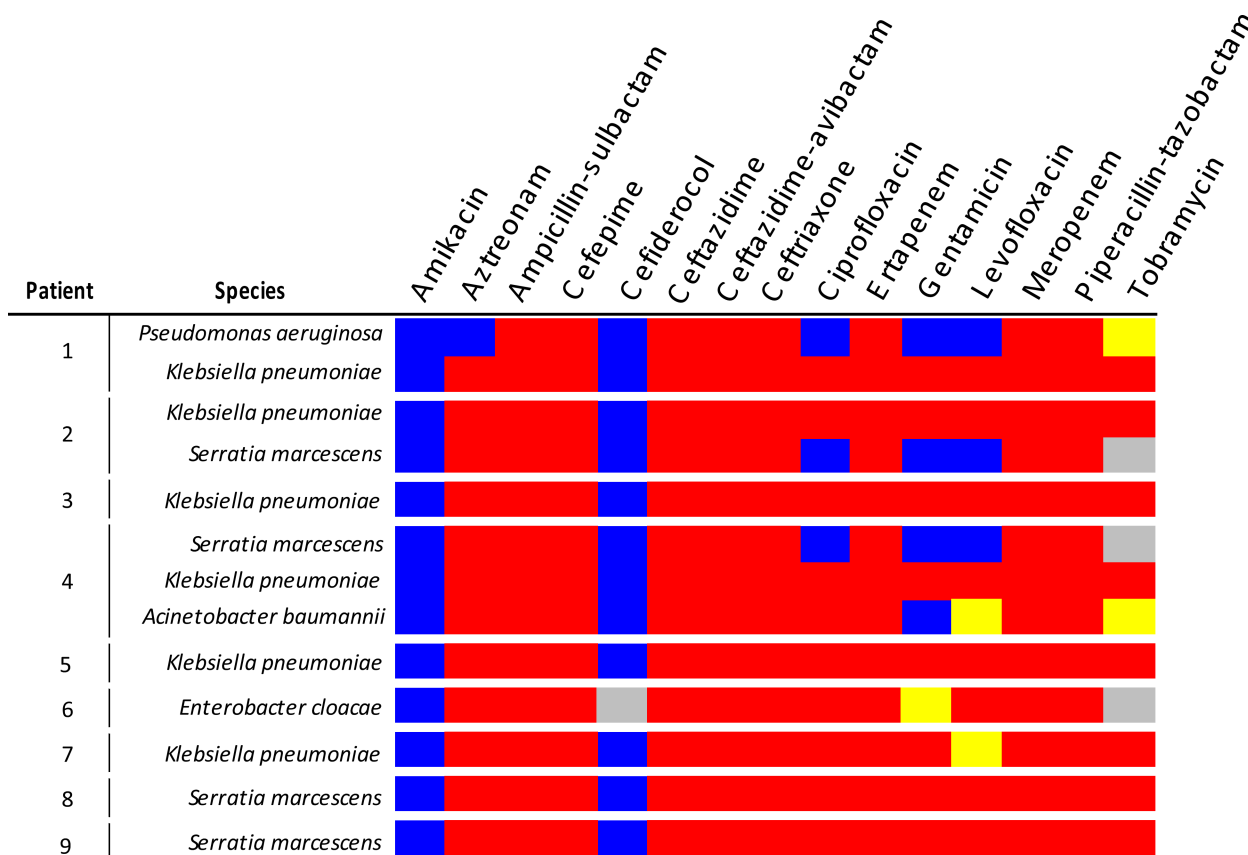 Amikacin
Aztreonam
Ampicillin-sulbactam
Cefepime
Cefiderocol
Ceftazidime
Ceftazidime-avibactam
Ceftriaxone
Ciprofloxacin
Ertapenem
Gentamicin
Levofloxacin
Meropenem
Piperacillin-tazobactam
Tobramycin
Patient Species
1 Pseudomonas aeruginosa
Klebsiella pneumoniae
2 Klebsiella pneumoniae
Serratia marcescens
3 Klebsiella pneumoniae
Serratia marcescens
4 Klebsiella pneumoniae
Acinetobacter baumannii
5 Klebsiella pneumoniae
6 Enterobacter cloacae
7 Klebsiella pneumoniae
8 Serratia marcescens
9 Serratia marcescens